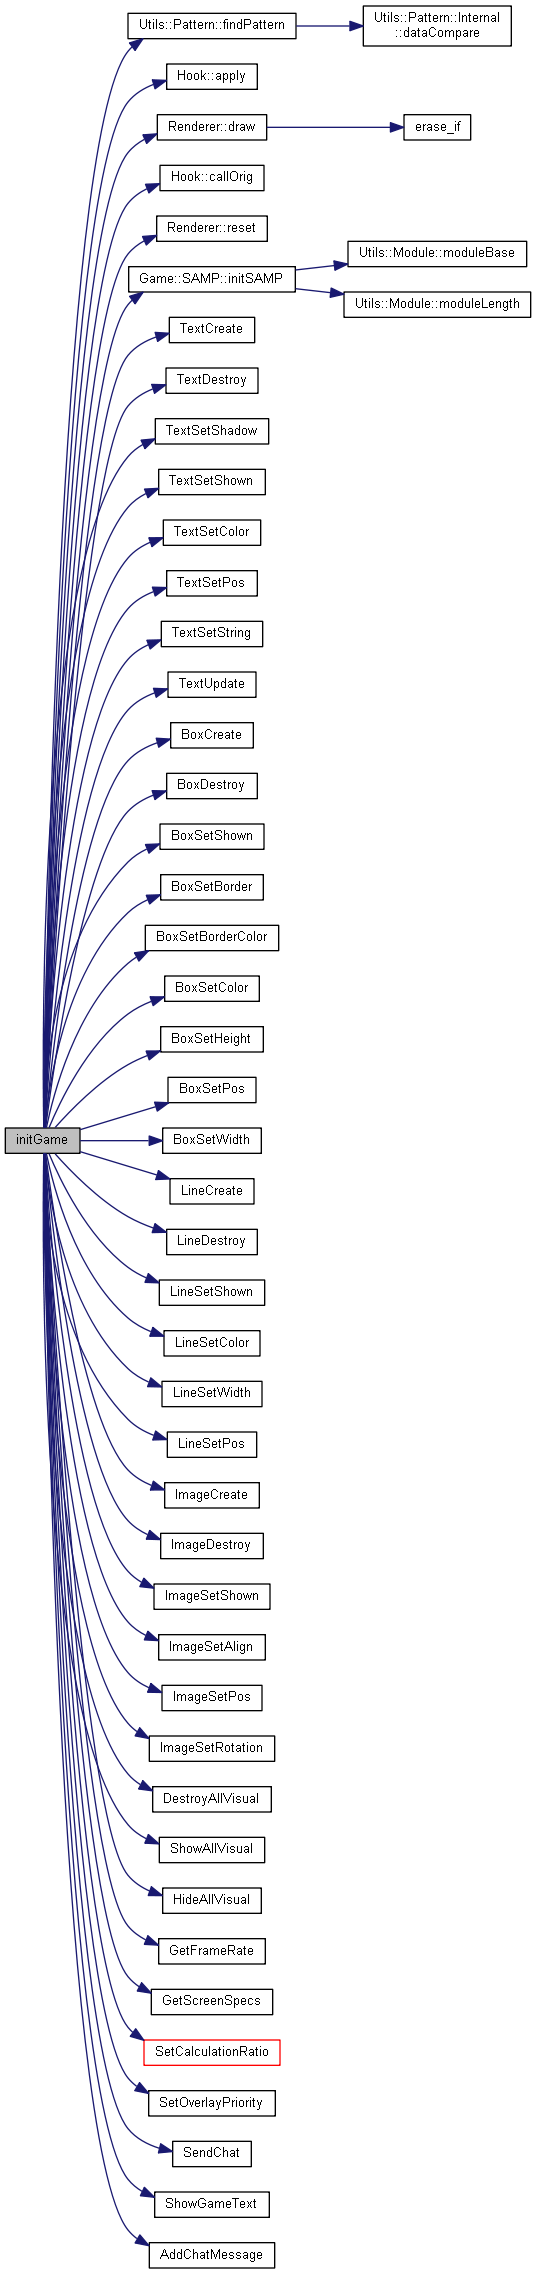 Utils::Pattern::findPattern
Utils::Pattern::Internal
::dataCompare
Hook::apply
Renderer::draw
erase_if
Hook::callOrig
Renderer::reset
Utils::Module::moduleBase
Game::SAMP::initSAMP
Utils::Module::moduleLength
TextCreate
TextDestroy
TextSetShadow
TextSetShown
TextSetColor
TextSetPos
TextSetString
TextUpdate
BoxCreate
BoxDestroy
BoxSetShown
BoxSetBorder
BoxSetBorderColor
BoxSetColor
BoxSetHeight
BoxSetPos
initGame
BoxSetWidth
LineCreate
LineDestroy
LineSetShown
LineSetColor
LineSetWidth
LineSetPos
ImageCreate
ImageDestroy
ImageSetShown
ImageSetAlign
ImageSetPos
ImageSetRotation
DestroyAllVisual
ShowAllVisual
HideAllVisual
GetFrameRate
GetScreenSpecs
SetCalculationRatio
SetOverlayPriority
SendChat
ShowGameText
AddChatMessage